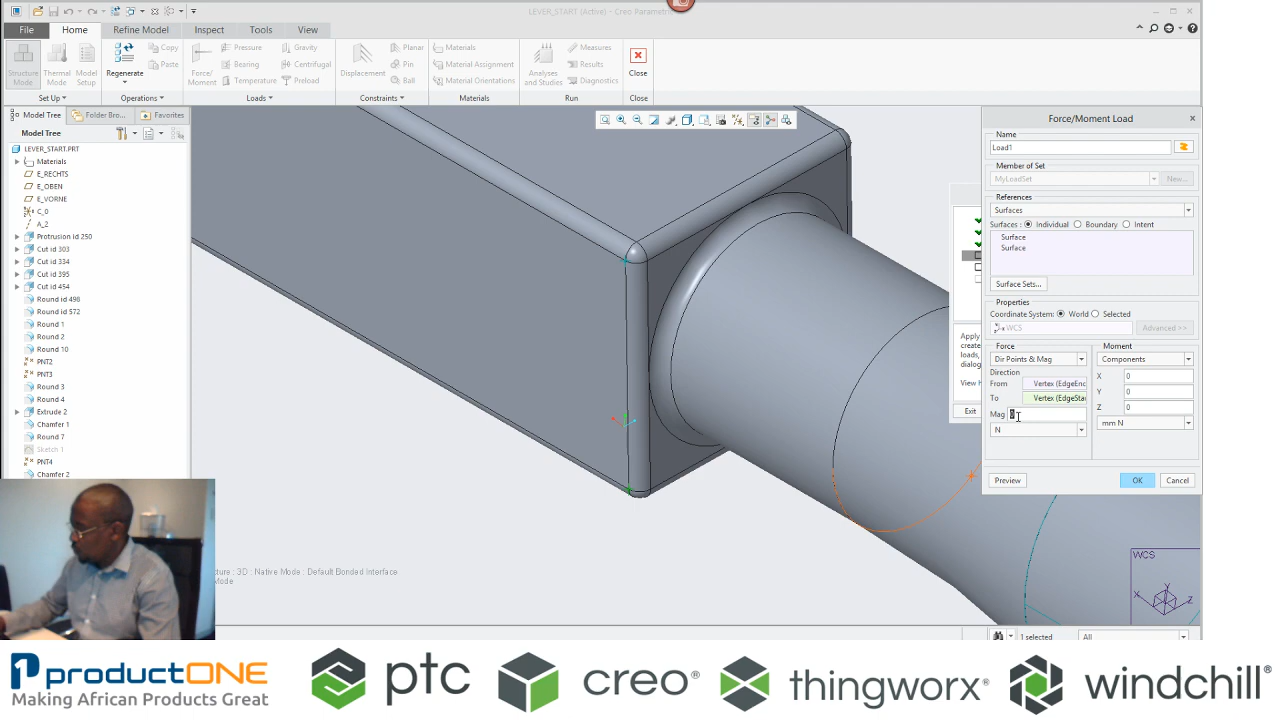 LEVER_START (Active) - Creo Parametric
File Home Refine Model Inspect Tools View
Structure Mode Thermal Mode Model Setup Regenerate Copy Paste Force/Moment Pressure Bearing Temperature Gravity Centrifugal Preload Displacement Planar Pin Ball Materials Material Assignment Material Orientations Analyses and Studies Measures Results Diagnostics Close
Set Up Operations Loads Constraints Materials Run Close
Model Tree Folder Bro... Favorites
Model Tree
LEVER_START.PRT
Materials
E_RECHTS
E_OBEN
E_VORNE
C_0
A_2
Protrusion id 250
Cut id 303
Cut id 334
Cut id 395
Cut id 454
Round id 498
Round id 572
Round 1
Round 2
Round 10
PNT2
PNT3
Round 3
Round 4
Extrude 2
Chamfer 1
Round 7
Sketch 1
PNT4
Chamfer 2
ture : 3D : Native Mode : Default Bonded Interface
Mode
Apply
create
loads,
dialog
View H
Exit
Force/Moment Load
Name
Load1
Member of Set
MyLoadSet New...
References
Surfaces
Surfaces : Individual Boundary Intent
Surface
Surface
Surface Sets...
Properties
Coordinate System: World Selected
WCS Advanced >>
Force Moment
Dir Points & Mag Components
Direction
From Vertex (EdgeEnd
To Vertex (EdgeStar
Mag 0
N
X 0
Y 0
Z 0
mm N
Preview OK Cancel
WCS
X Y Z
1 selected All
productONE
Making African Products Great
ptc
creo®
thingworx®
windchill®